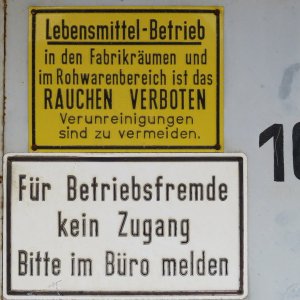 Lebensmittel-Betrieb
in den Fabrikräumen und
im Rohwarenbereich ist das
RAUCHEN VERBOTEN
Verunreinigungen
sind zu vermeiden.
Für Betriebsfremde
kein Zugang
Bitte im Büro melden